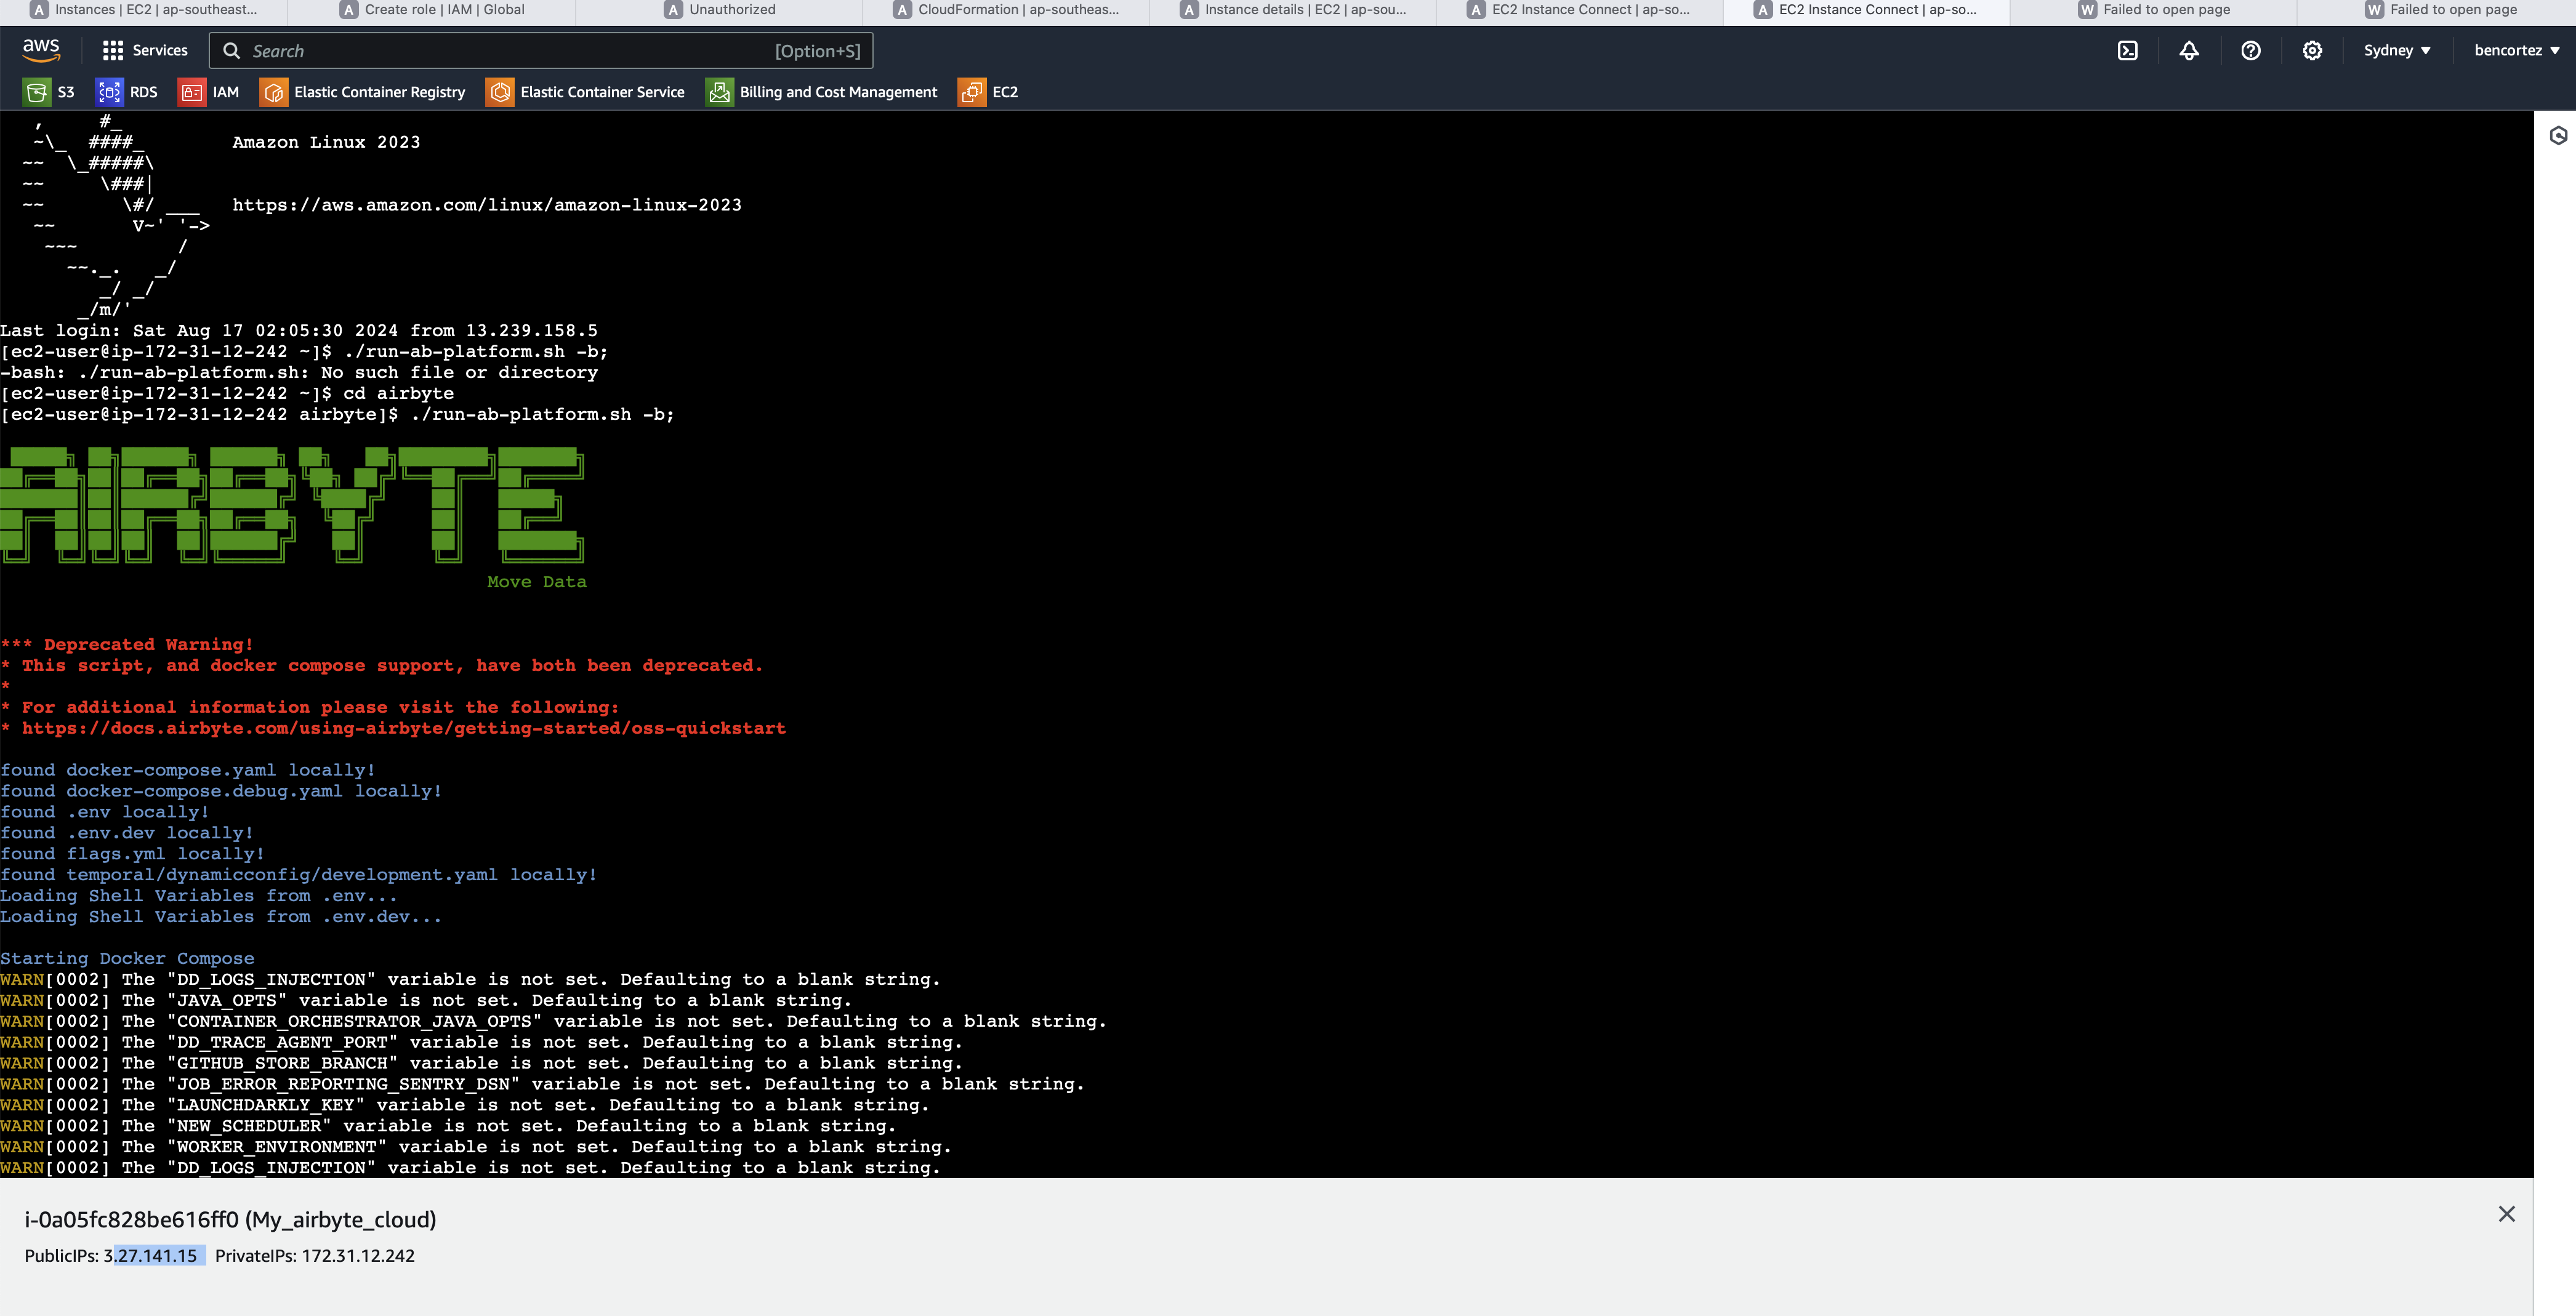 Instances | EC2 | ap-southeast...
Create role | IAM | Global
Unauthorized
CloudFormation | ap-southeas...
Instance details | EC2 | ap-sou...
EC2 Instance Connect | ap-so...
EC2 Instance Connect | ap-so...
Failed to open page
Failed to open page
aws Services Search [Option+S] Sydney ▼ bencortez ▼
S3 RDS IAM Elastic Container Registry Elastic Container Service Billing and Cost Management EC2
   ,     #_
   ~\_  ####_        Amazon Linux 2023
  ~~  \_#####\
  ~~     \###|
  ~~       \#/ ___   https://aws.amazon.com/linux/amazon-linux-2023
   ~~       V~' '->
    ~~~         /
      ~~._.   _/
         _/ _/
       _/m/'
Last login: Sat Aug 17 02:05:30 2024 from 13.239.158.5
[ec2-user@ip-172-31-12-242 ~]$ ./run-ab-platform.sh -b;
-bash: ./run-ab-platform.sh: No such file or directory
[ec2-user@ip-172-31-12-242 ~]$ cd airbyte
[ec2-user@ip-172-31-12-242 airbyte]$ ./run-ab-platform.sh -b;
AIRBYTE
Move Data
*** Deprecated Warning!
* This script, and docker compose support, have both been deprecated.
*
* For additional information please visit the following:
* https://docs.airbyte.com/using-airbyte/getting-started/oss-quickstart
found docker-compose.yaml locally!
found docker-compose.debug.yaml locally!
found .env locally!
found .env.dev locally!
found flags.yml locally!
found temporal/dynamicconfig/development.yaml locally!
Loading Shell Variables from .env...
Loading Shell Variables from .env.dev...
Starting Docker Compose
WARN[0002] The "DD_LOGS_INJECTION" variable is not set. Defaulting to a blank string.
WARN[0002] The "JAVA_OPTS" variable is not set. Defaulting to a blank string.
WARN[0002] The "CONTAINER_ORCHESTRATOR_JAVA_OPTS" variable is not set. Defaulting to a blank string.
WARN[0002] The "DD_TRACE_AGENT_PORT" variable is not set. Defaulting to a blank string.
WARN[0002] The "GITHUB_STORE_BRANCH" variable is not set. Defaulting to a blank string.
WARN[0002] The "JOB_ERROR_REPORTING_SENTRY_DSN" variable is not set. Defaulting to a blank string.
WARN[0002] The "LAUNCHDARKLY_KEY" variable is not set. Defaulting to a blank string.
WARN[0002] The "NEW_SCHEDULER" variable is not set. Defaulting to a blank string.
WARN[0002] The "WORKER_ENVIRONMENT" variable is not set. Defaulting to a blank string.
WARN[0002] The "DD_LOGS_INJECTION" variable is not set. Defaulting to a blank string.
i-0a05fc828be616ff0 (My_airbyte_cloud)
PublicIPs: 3.27.141.15 PrivateIPs: 172.31.12.242